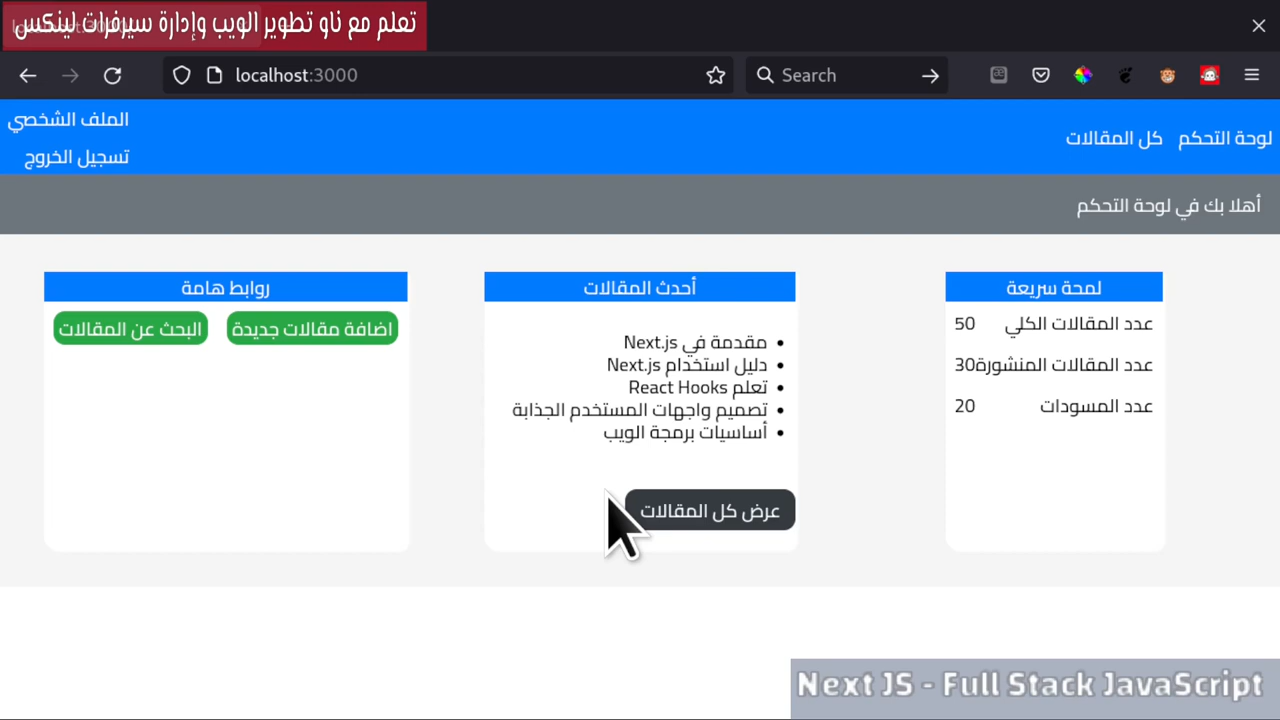 تعلم مع ناو تطوير الويب وإدارة سيرفرات لينكس
localhost:3000
Search
لوحة التحكم
كل المقالات
الملف الشخصي
تسجيل الخروج
أهلا بك في لوحة التحكم
لمحة سريعة
عدد المقالات الكلي 50
عدد المقالات المنشورة30
عدد المسودات 20
أحدث المقالات
مقدمة في Next.js
دليل استخدام Next.js
تعلم React Hooks
تصميم واجهات المستخدم الجذابة
أساسيات برمجة الويب
عرض كل المقالات
روابط هامة
اضافة مقالات جديدة
البحث عن المقالات
Next JS - Full Stack JavaScript